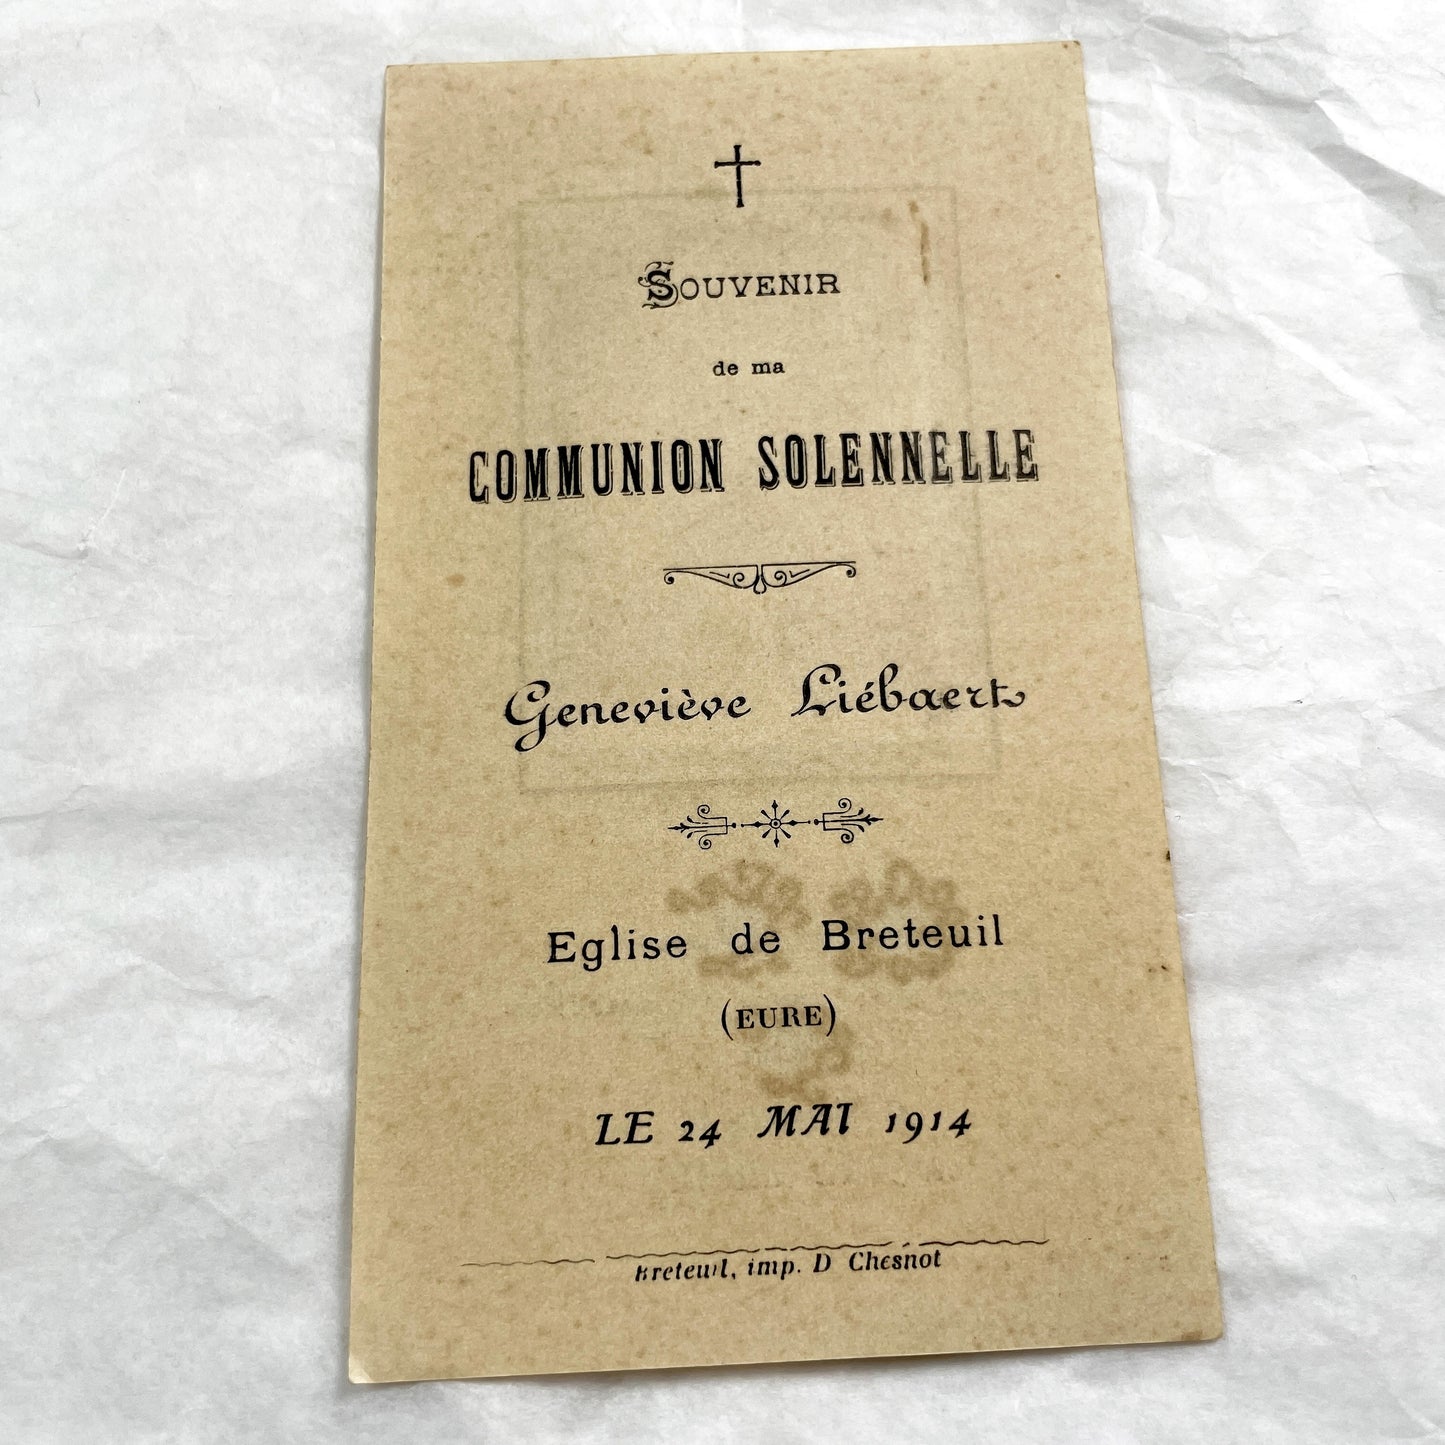 SOUVENIR
de ma
COMMUNION SOLENNELLE
Geneviève Liébaert
Eglise de Breteuil
(EURE)
LE 24 MAI 1914
Breteuil, imp. D Chesnot